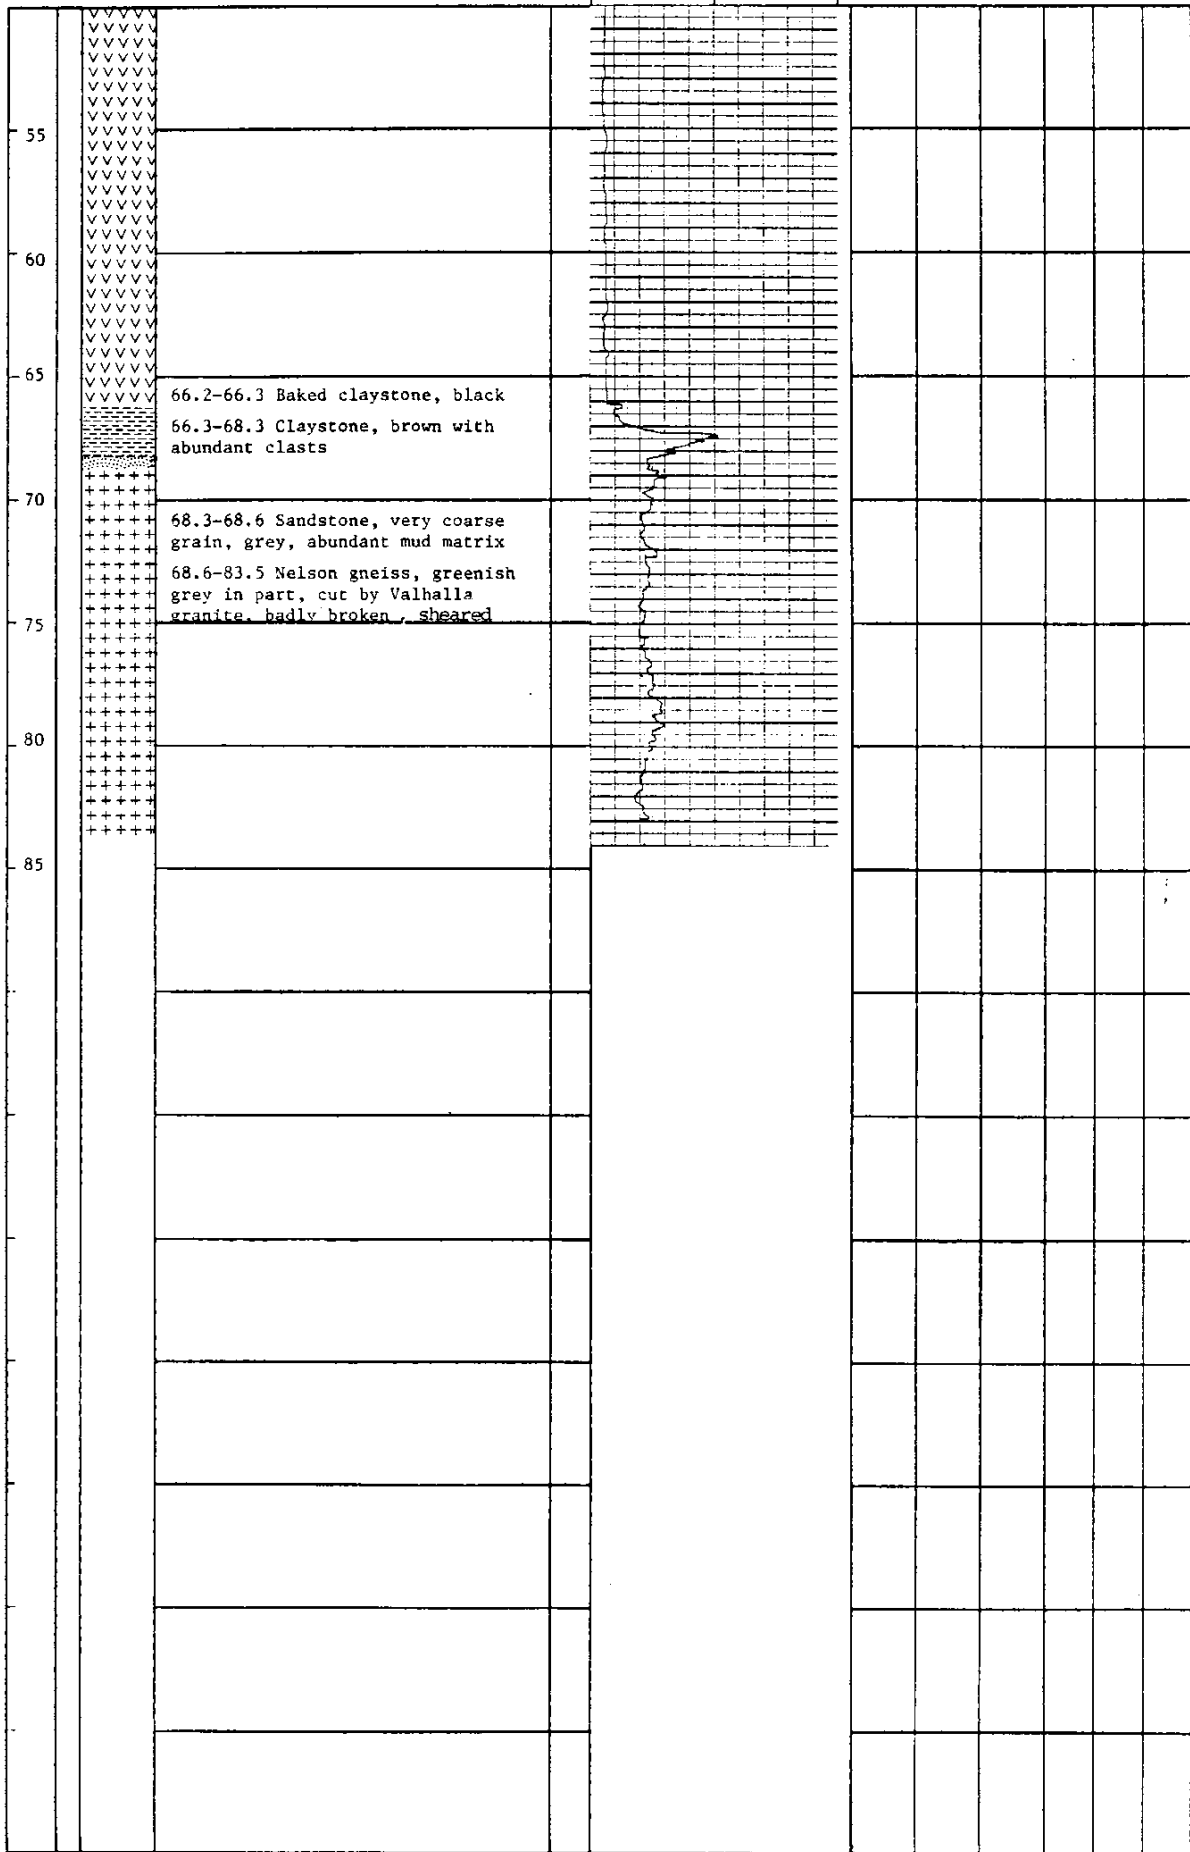 55
60
65
66.2-66.3 Baked claystone, black
66.3-68.3 Claystone, brown with
abundant clasts
70
68.3-68.6 Sandstone, very coarse
grain, grey, abundant mud matrix
68.6-83.5 Nelson gneiss, greenish
grey in part, cut by Valhalla
granite, badly broken, sheared
75
80
85